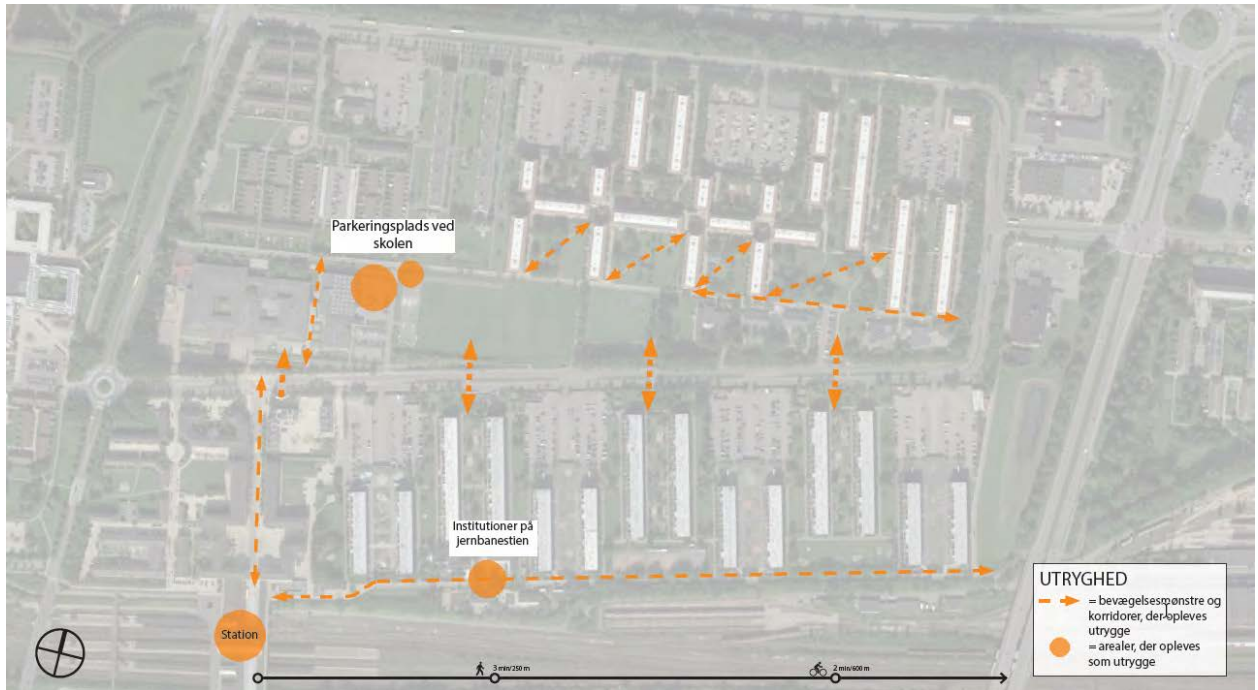 Parkeringsplads ved
skolen
Institutioner på
jernbanestien
Station
3 min/250 m
2 min/600 m
UTRYGHED
= bevægelsesmønstre og
korridorer, der opleves
utrygge
= arealer, der opleves
som utrygge